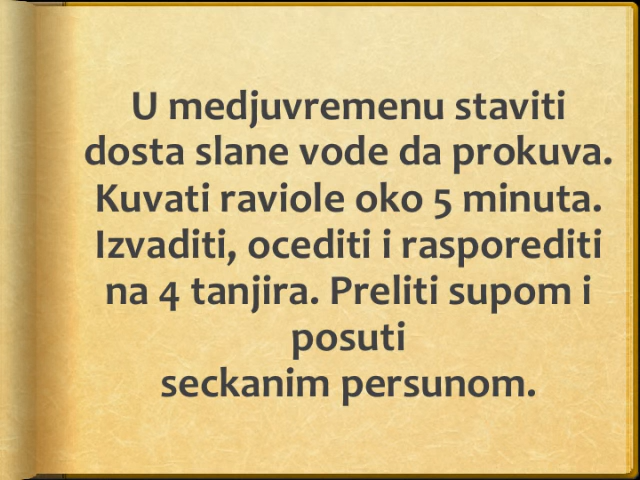 U medjuvremenu staviti
dosta slane vode da prokuva.
Kuvati raviole oko 5 minuta.
Izvaditi, ocediti i rasporediti
na 4 tanjira. Preliti supom i
posuti
seckanim persunom.